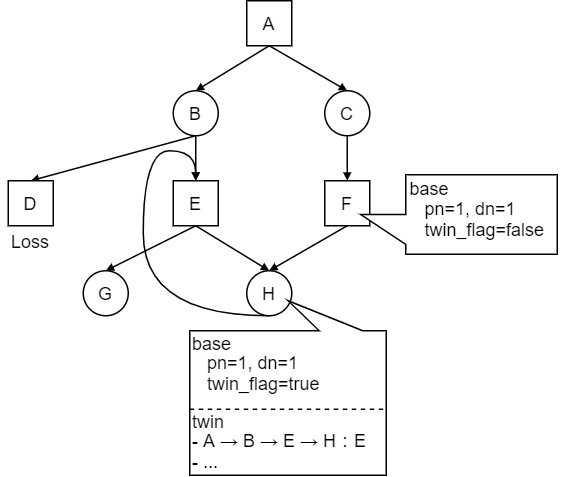 A
B
C
D
E
F
Loss
base
pn=1, dn=1
twin_flag=false
G
H
base
pn=1, dn=1
twin_flag=true
twin
- A → B → E → H : E
- ...